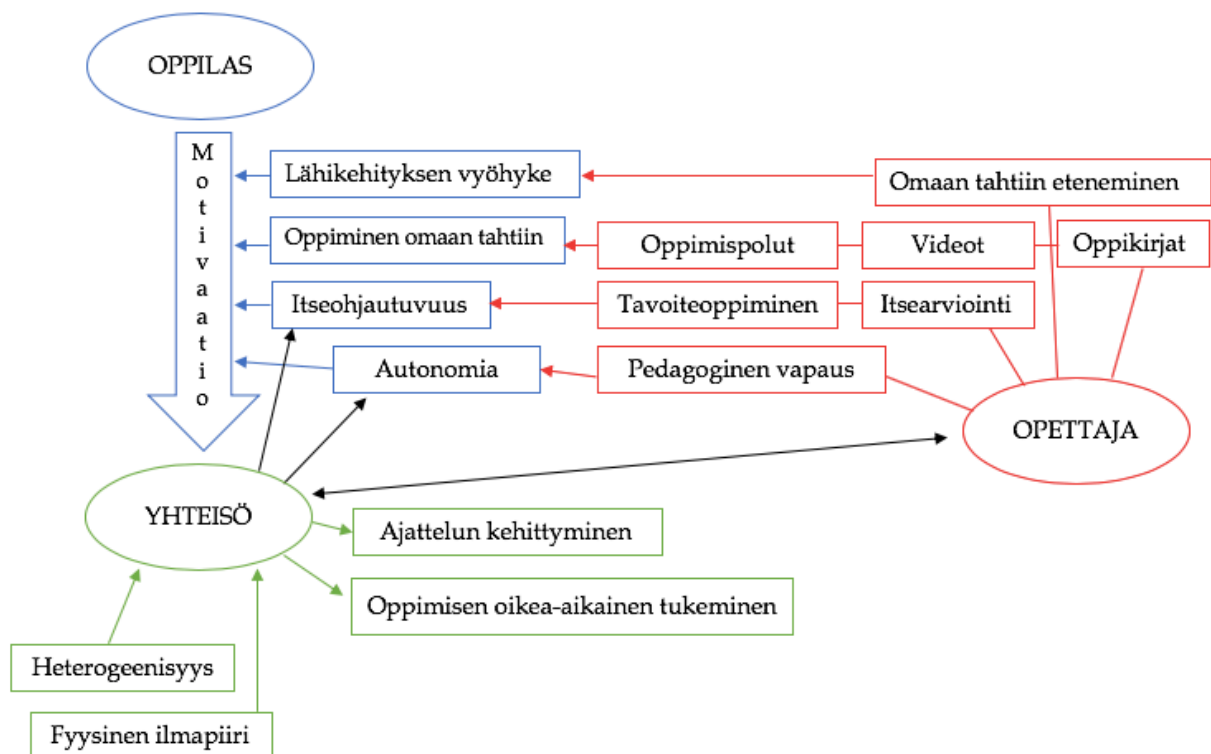 OPPILAS
Motivaatio
Lähikehityksen vyöhyke
Omaan tahtiin eteneminen
Oppiminen omaan tahtiin
Oppimispolut
Videot
Oppikirjat
Itseohjautuvuus
Tavoiteoppiminen
Itsearviointi
Autonomia
Pedagoginen vapaus
OPETTAJA
YHTEISÖ
Ajattelun kehittyminen
Oppimisen oikea-aikainen tukeminen
Heterogeenisyys
Fyysinen ilmapiiri